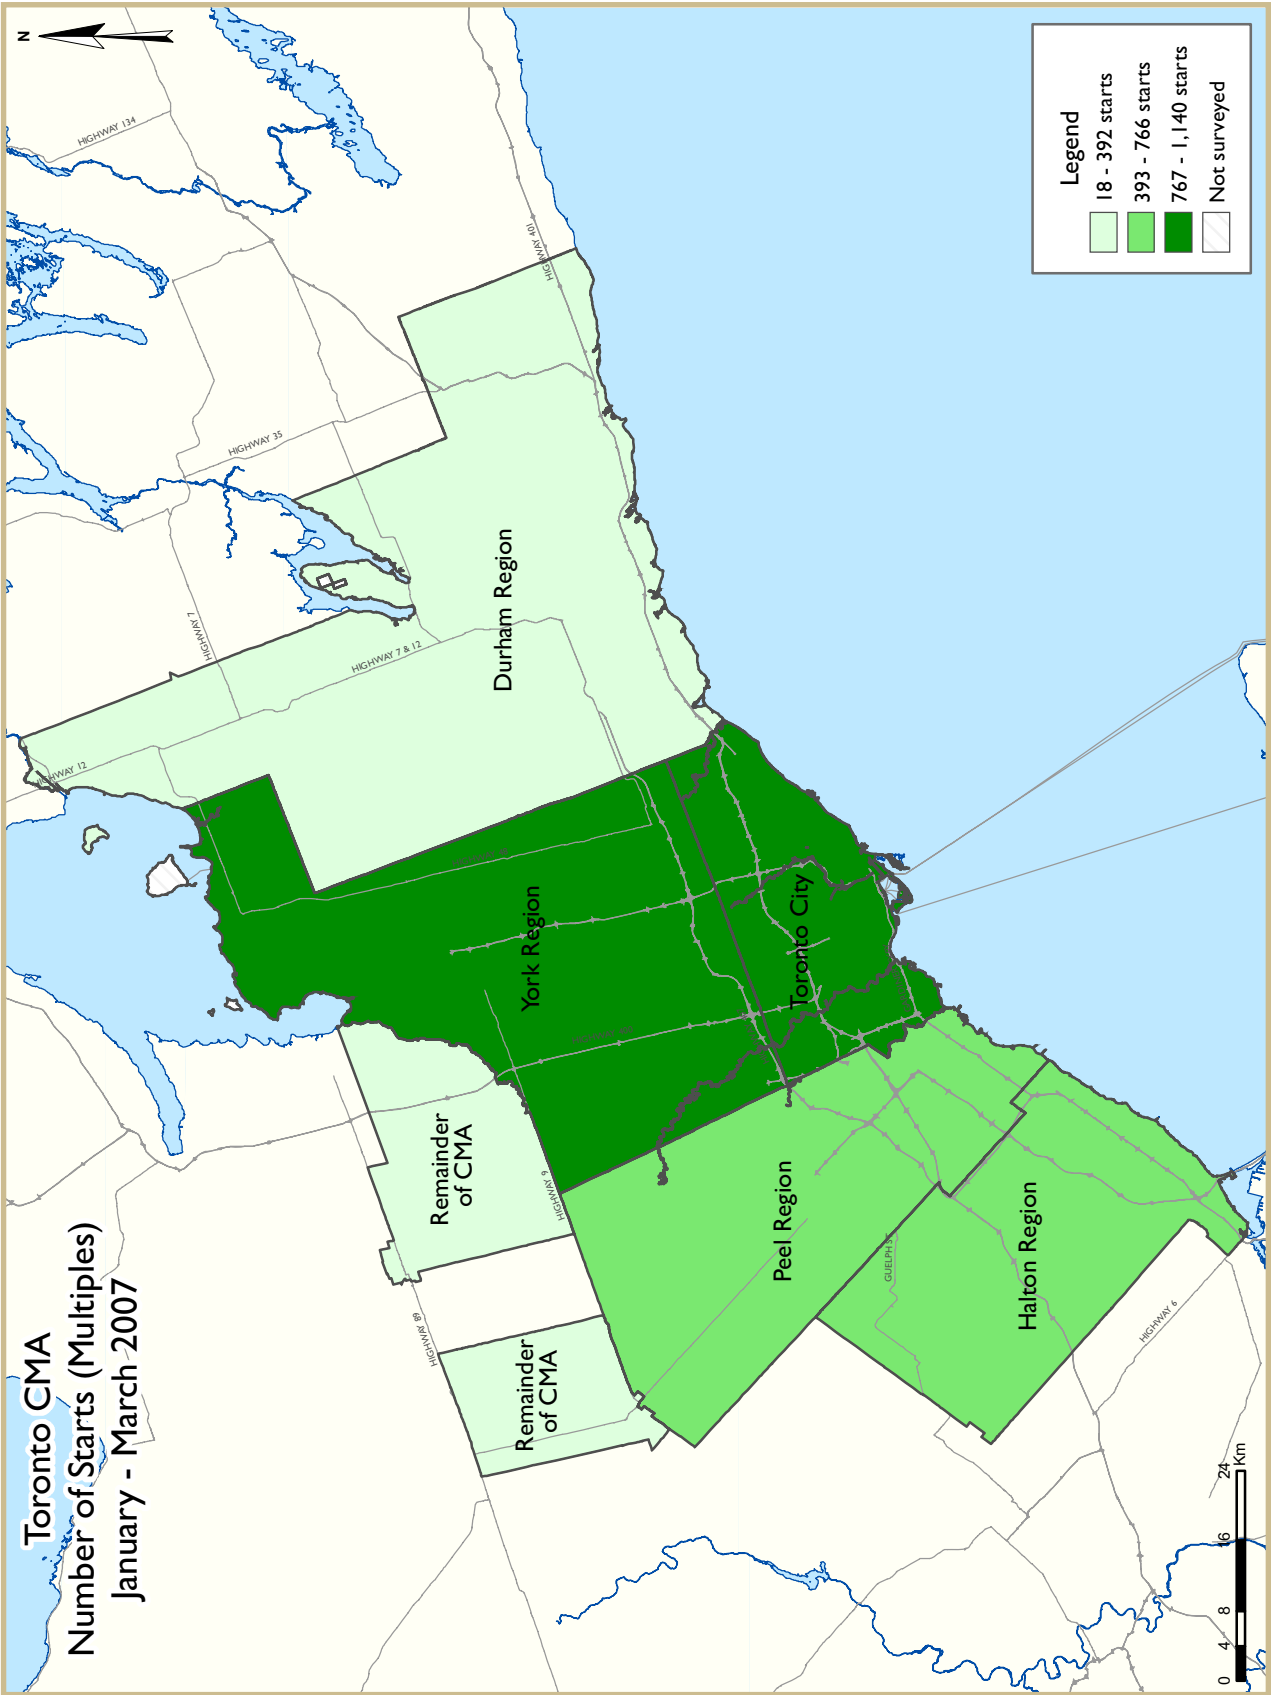 Toronto CMA
Number of Starts (Multiples)
January - March 2007
N
HIGHWAY 134
HIGHWAY 401
HIGHWAY 35
HIGHWAY 7
HIGHWAY 7 & 12
HIGHWAY 12
Durham Region
York Region
Toronto City
Remainder
of CMA
HIGHWAY 9
HIGHWAY 89
Remainder
of CMA
Peel Region
GUELPH ST
Halton Region
HIGHWAY 6
Legend
18 - 392 starts
393 - 766 starts
767 - 1,140 starts
Not surveyed
0 4 8 16 24
Km